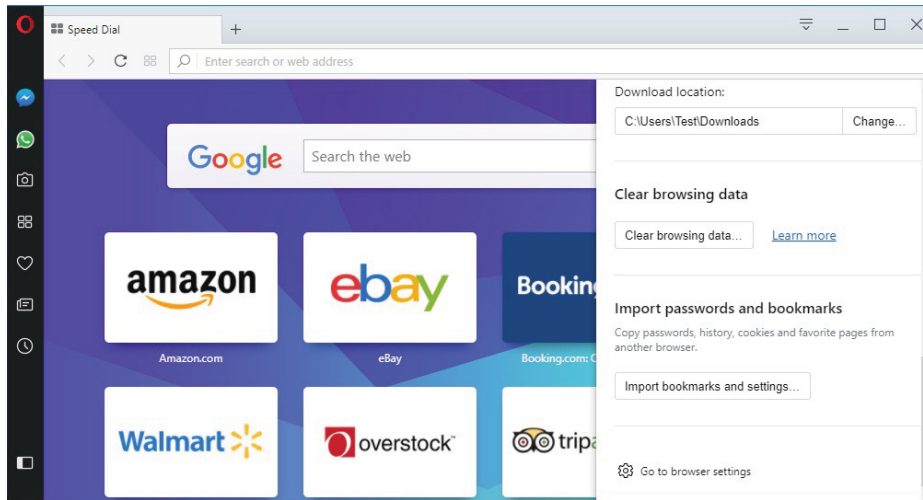 Speed Dial
Enter search or web address
Google
Search the web
amazon
ebay
Booking
Amazon.com
eBay
Booking.com: C
Walmart
overstock
trip
Download location:
C:\Users\Test\Downloads
Change...
Clear browsing data
Clear browsing data...
Learn more
Import passwords and bookmarks
Copy passwords, history, cookies and favorite pages from
another browser.
Import bookmarks and settings...
Go to browser settings